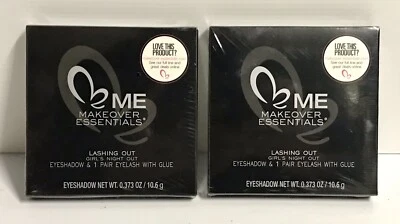 LOVE THIS
PRODUCT?
ME
MAKEOVER
ESSENTIALS®
LASHING OUT
GIRL'S NIGHT OUT
EYESHADOW & 1 PAIR EYELASH WITH GLUE
EYESHADOW NET WT. 0.373 OZ / 10.6 g
LOVE THIS
PRODUCT?
ME
MAKEOVER
ESSENTIALS®
LASHING OUT
GIRL'S NIGHT OUT
EYESHADOW & 1 PAIR EYELASH WITH GLUE
EYESHADOW NET WT. 0.373 OZ / 10.6 g